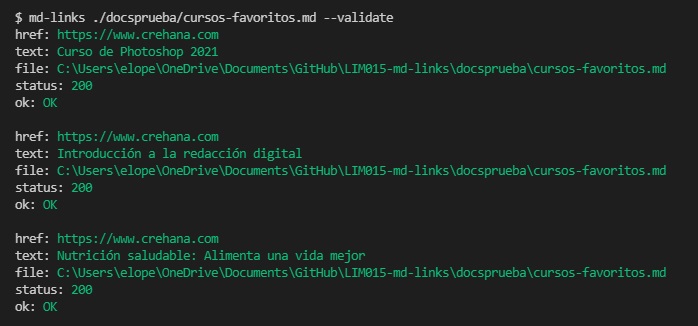 $ md-links ./docsprueba/cursos-favoritos.md --validate
href: https://www.crehana.com
text: Curso de Photoshop 2021
file: C:\Users\elope\OneDrive\Documents\GitHub\LIM015-md-links\docsprueba\cursos-favoritos.md
status: 200
ok: OK

href: https://www.crehana.com
text: Introducción a la redacción digital
file: C:\Users\elope\OneDrive\Documents\GitHub\LIM015-md-links\docsprueba\cursos-favoritos.md
status: 200
ok: OK

href: https://www.crehana.com
text: Nutrición saludable: Alimenta una vida mejor
file: C:\Users\elope\OneDrive\Documents\GitHub\LIM015-md-links\docsprueba\cursos-favoritos.md
status: 200
ok: OK